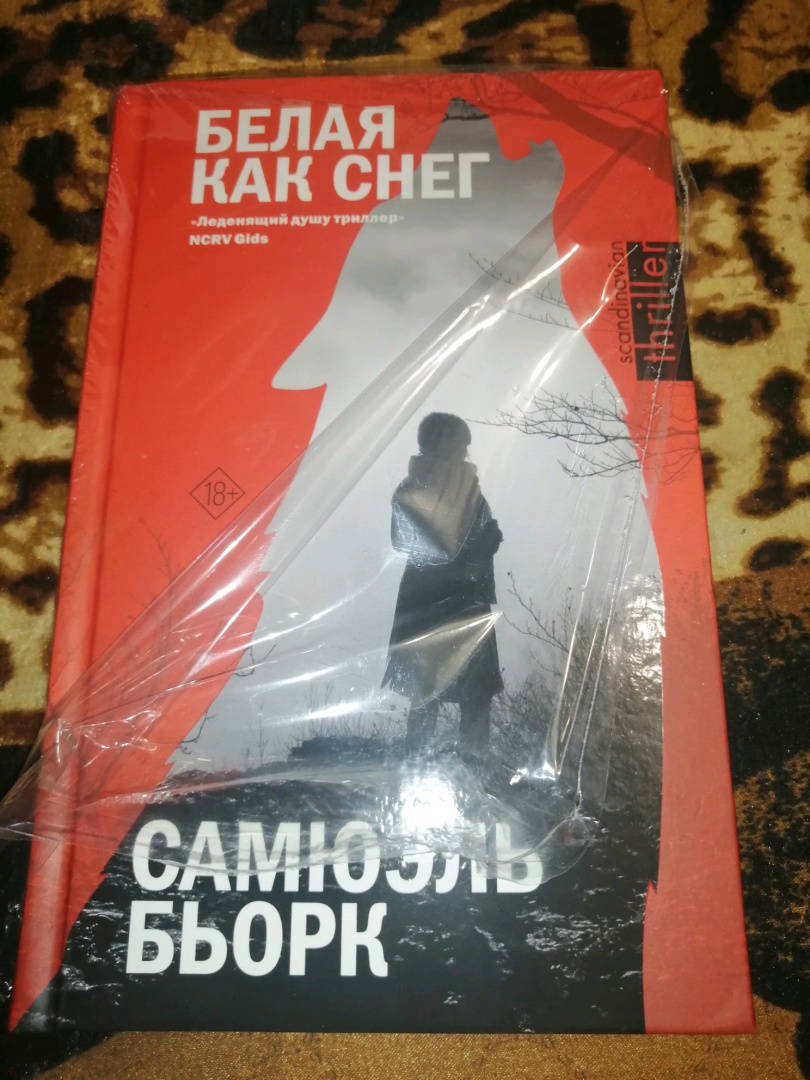 БЕЛАЯ
КАК СНЕГ
«Леденящий душу триллер»
NCRV Gids
scandinavian
thriller
18+
САМЮЭЛЬ
БЬОРК